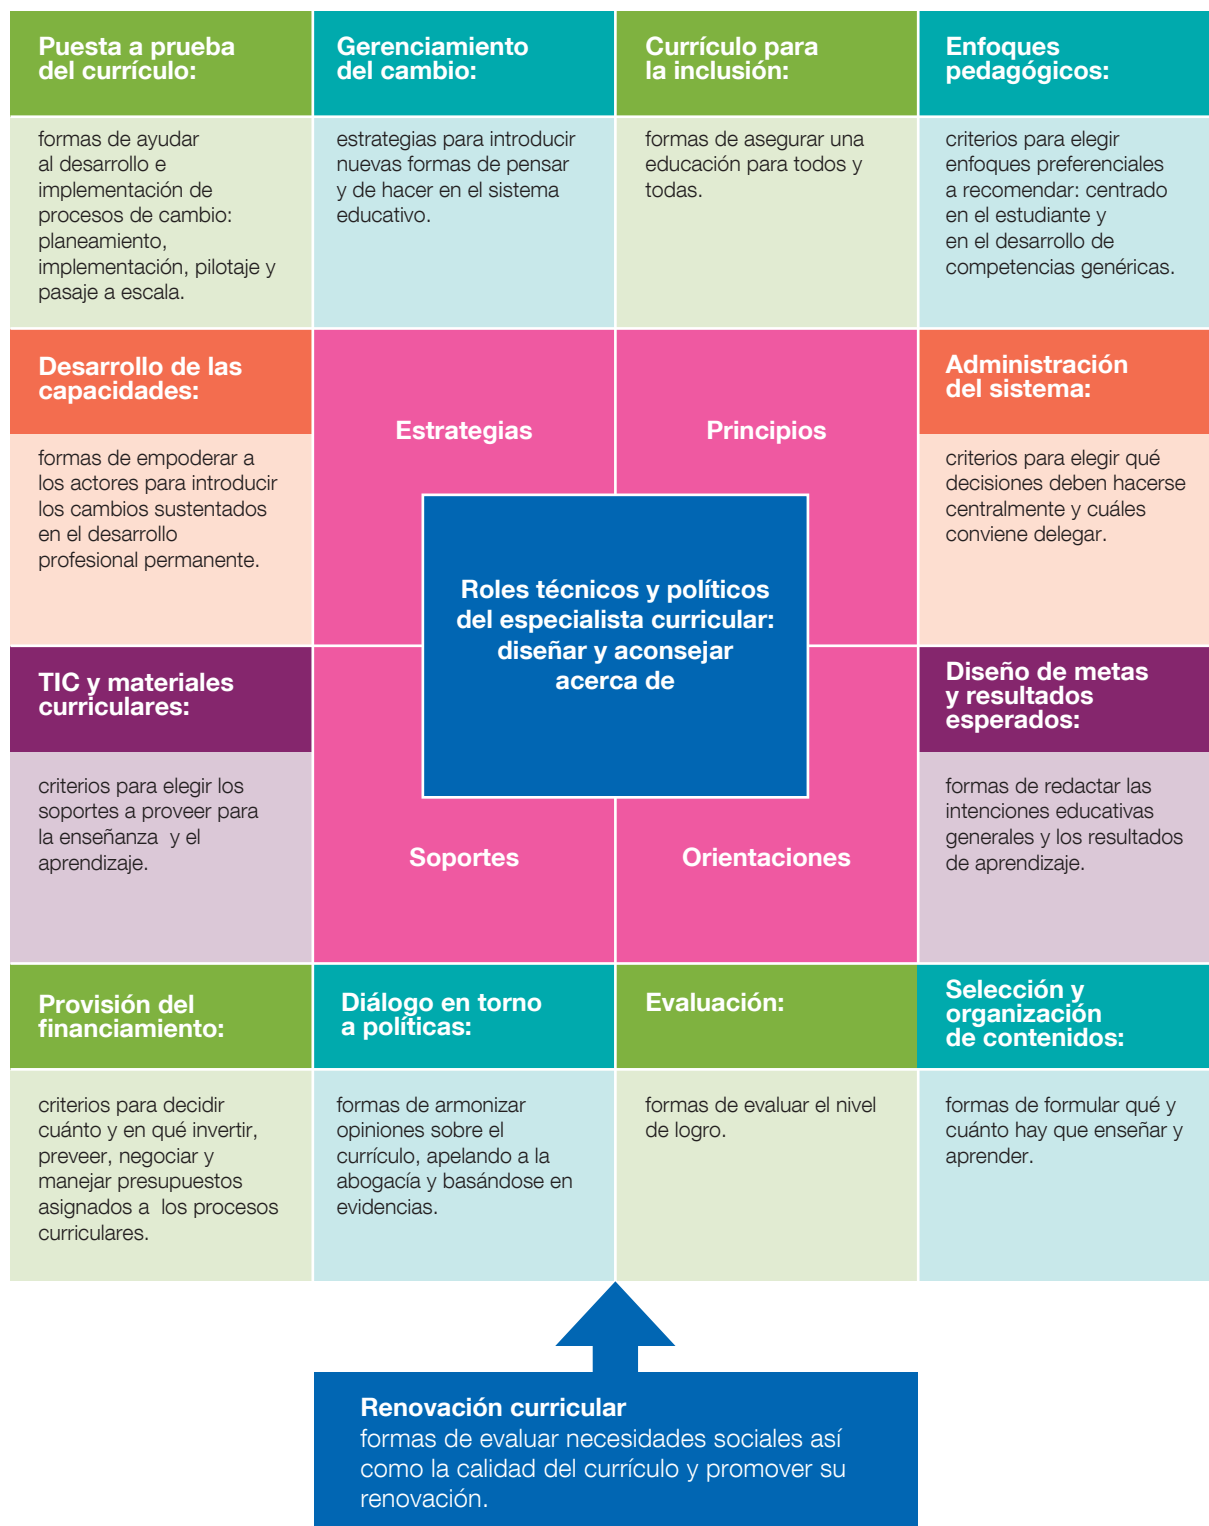 Puesta a prueba
del currículo:
formas de ayudar
al desarrollo e
implementación de
procesos de cambio:
planeamiento,
implementación, pilotaje y
pasaje a escala.
Gerenciamiento
del cambio:
estrategias para introducir
nuevas formas de pensar
y de hacer en el sistema
educativo.
Currículo para
la inclusión:
formas de asegurar una
educación para todos y
todas.
Enfoques
pedagógicos:
criterios para elegir
enfoques preferenciales
a recomendar: centrado
en el estudiante y
en el desarrollo de
competencias genéricas.
Desarrollo de las
capacidades:
formas de empoderar a
los actores para introducir
los cambios sustentados
en el desarrollo
profesional permanente.
Estrategias
Principios
Administración
del sistema:
criterios para elegir qué
decisiones deben hacerse
centralmente y cuáles
conviene delegar.
Roles técnicos y políticos
del especialista curricular:
diseñar y aconsejar
acerca de
TIC y materiales
curriculares:
criterios para elegir los
soportes a proveer para
la enseñanza y el
aprendizaje.
Soportes
Orientaciones
Diseño de metas
y resultados
esperados:
formas de redactar las
intenciones educativas
generales y los resultados
de aprendizaje.
Provisión del
financiamiento:
criterios para decidir
cuánto y en qué invertir,
preveer, negociar y
manejar presupuestos
asignados a los procesos
curriculares.
Diálogo en torno
a políticas:
formas de armonizar
opiniones sobre el
currículo, apelando a la
abogacía y basándose en
evidencias.
Evaluación:
formas de evaluar el nivel
de logro.
Selección y
organización
de contenidos:
formas de formular qué y
cuánto hay que enseñar y
aprender.
Renovación curricular
formas de evaluar necesidades sociales así
como la calidad del currículo y promover su
renovación.